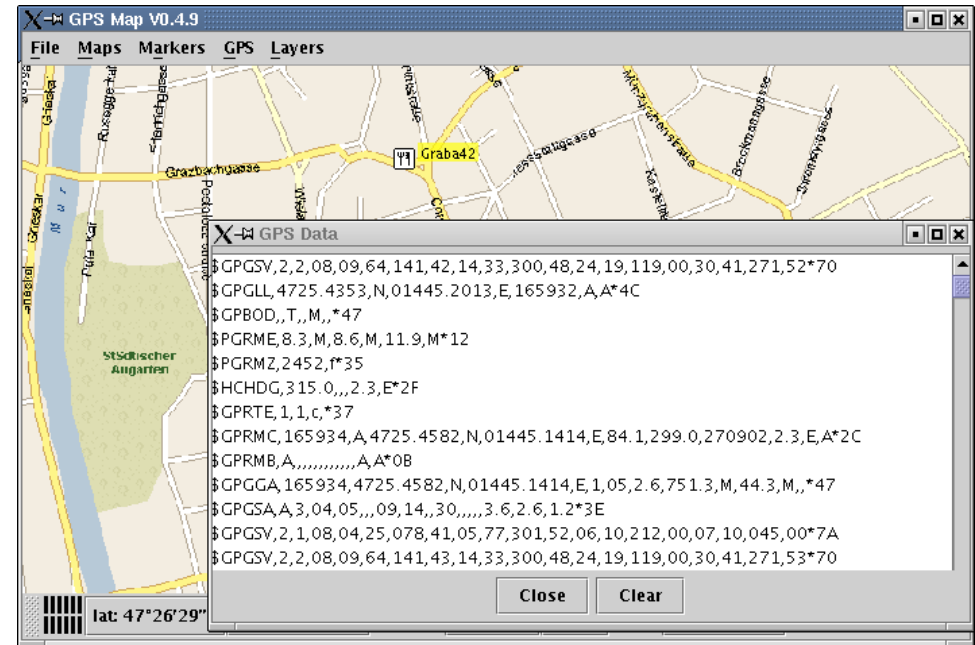 GPS Map V0.4.9
File Maps Markers GPS Layers
Grazbachgasse
Graba42
Mur
Städtischer
Augarten
GPS Data
$GPGSV,2,2,08,09,64,141,42,14,33,300,48,24,19,119,00,30,41,271,52*70
$GPGLL,4725.4353,N,01445.2013,E,165932,A,A*4C
$GPBOD,,T,,M,,*47
$PGRME,8.3,M,8.6,M,11.9,M*12
$PGRMZ,2452,f*35
$HCHDG,315.0,,,2.3,E*2F
$GPRTE,1,1,c,*37
$GPRMC,165934,A,4725.4582,N,01445.1414,E,84.1,299.0,270902,2.3,E,A*2C
$GPRMB,A,,,,,,,,,,,,A,A*0B
$GPGGA,165934,4725.4582,N,01445.1414,E,1,05,2.6,751.3,M,44.3,M,,*47
$GPGSA,A,3,04,05,,,09,14,,30,,,,,3.6,2.6,1.2*3E
$GPGSV,2,1,08,04,25,078,41,05,77,301,52,06,10,212,00,07,10,045,00*7A
$GPGSV,2,2,08,09,64,141,43,14,33,300,48,24,19,119,00,30,41,271,53*70
Close Clear
lat: 47°26'29"